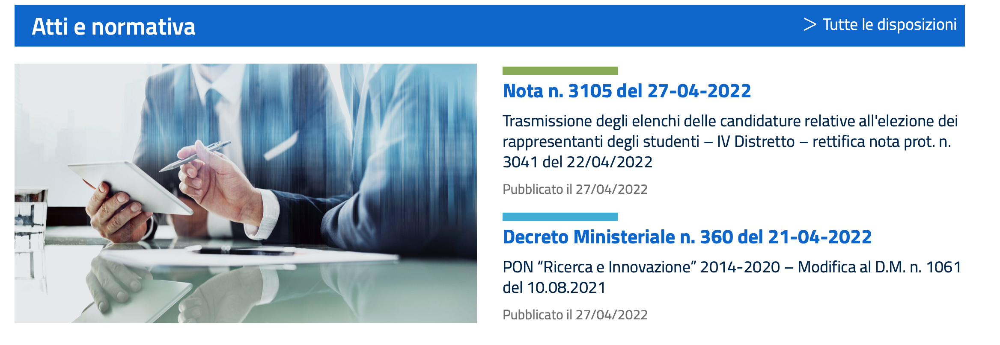 Atti e normativa
> Tutte le disposizioni
Nota n. 3105 del 27-04-2022
Trasmissione degli elenchi delle candidature relative all'elezione dei
rappresentanti degli studenti – IV Distretto – rettifica nota prot. n.
3041 del 22/04/2022
Pubblicato il 27/04/2022
Decreto Ministeriale n. 360 del 21-04-2022
PON “Ricerca e Innovazione” 2014-2020 – Modifica al D.M. n. 1061
del 10.08.2021
Pubblicato il 27/04/2022